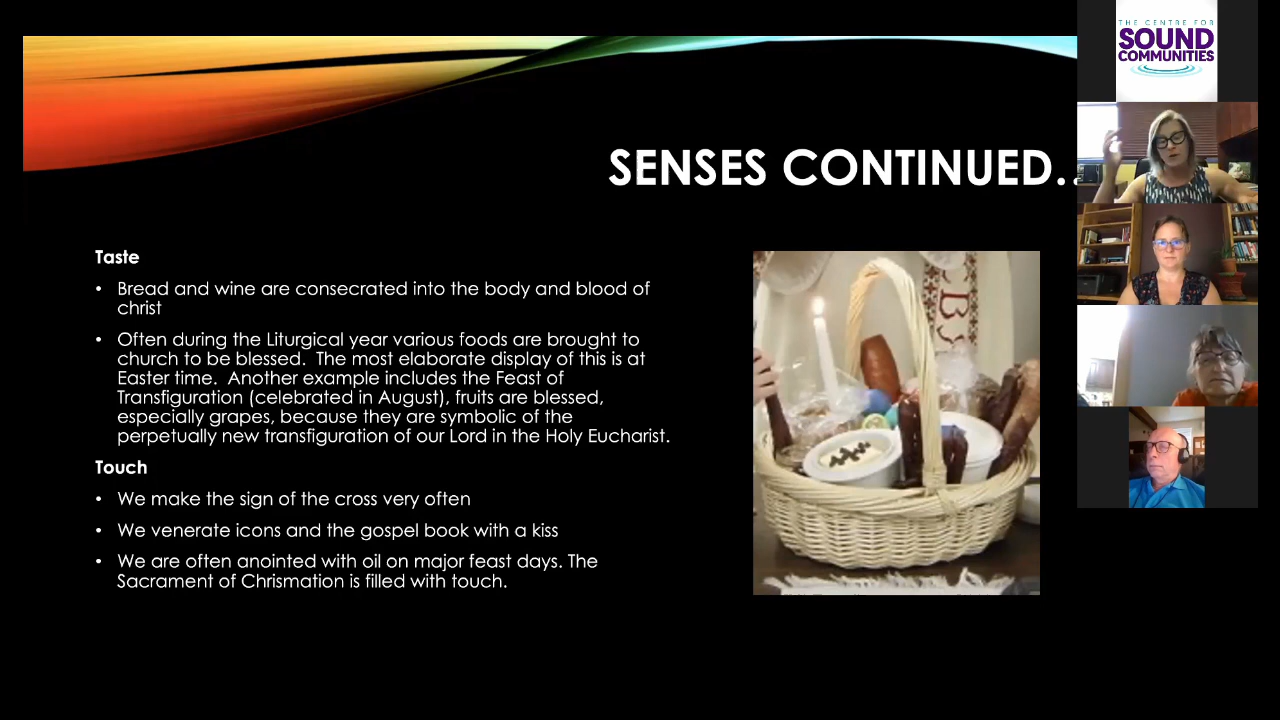 THE CENTRE FOR
SOUND
COMMUNITIES
SENSES CONTINUED..
Taste
• Bread and wine are consecrated into the body and blood of
christ
• Often during the Liturgical year various foods are brought to
church to be blessed.  The most elaborate display of this is at
Easter time.  Another example includes the Feast of
Transfiguration (celebrated in August), fruits are blessed,
especially grapes, because they are symbolic of the
perpetually new transfiguration of our Lord in the Holy Eucharist.
Touch
• We make the sign of the cross very often
• We venerate icons and the gospel book with a kiss
• We are often anointed with oil on major feast days. The
Sacrament of Chrismation is filled with touch.